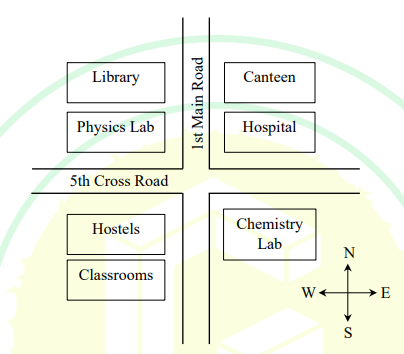 Library
Canteen
1st Main Road
Physics Lab
Hospital
5th Cross Road
Hostels
Chemistry
Lab
Classrooms
N
W
E
S